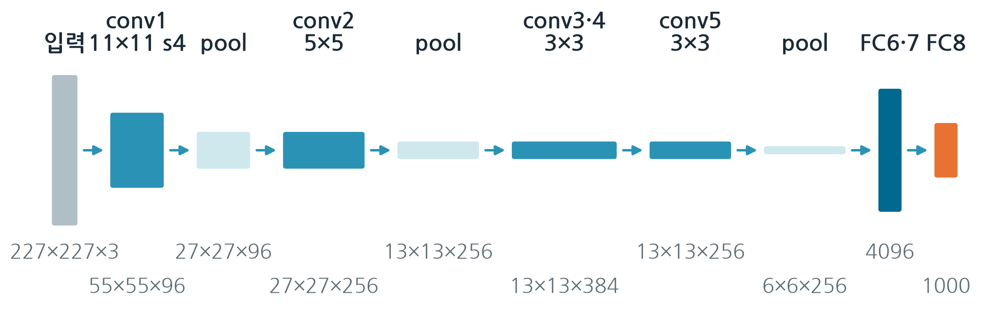 conv1
conv2
conv3·4
conv5
입력 11×11 s4 pool 5×5 pool 3×3 3×3 pool FC6·7 FC8
227×227×3 27×27×96 13×13×256 13×13×256 4096
55×55×96 27×27×256 13×13×384 6×6×256 1000